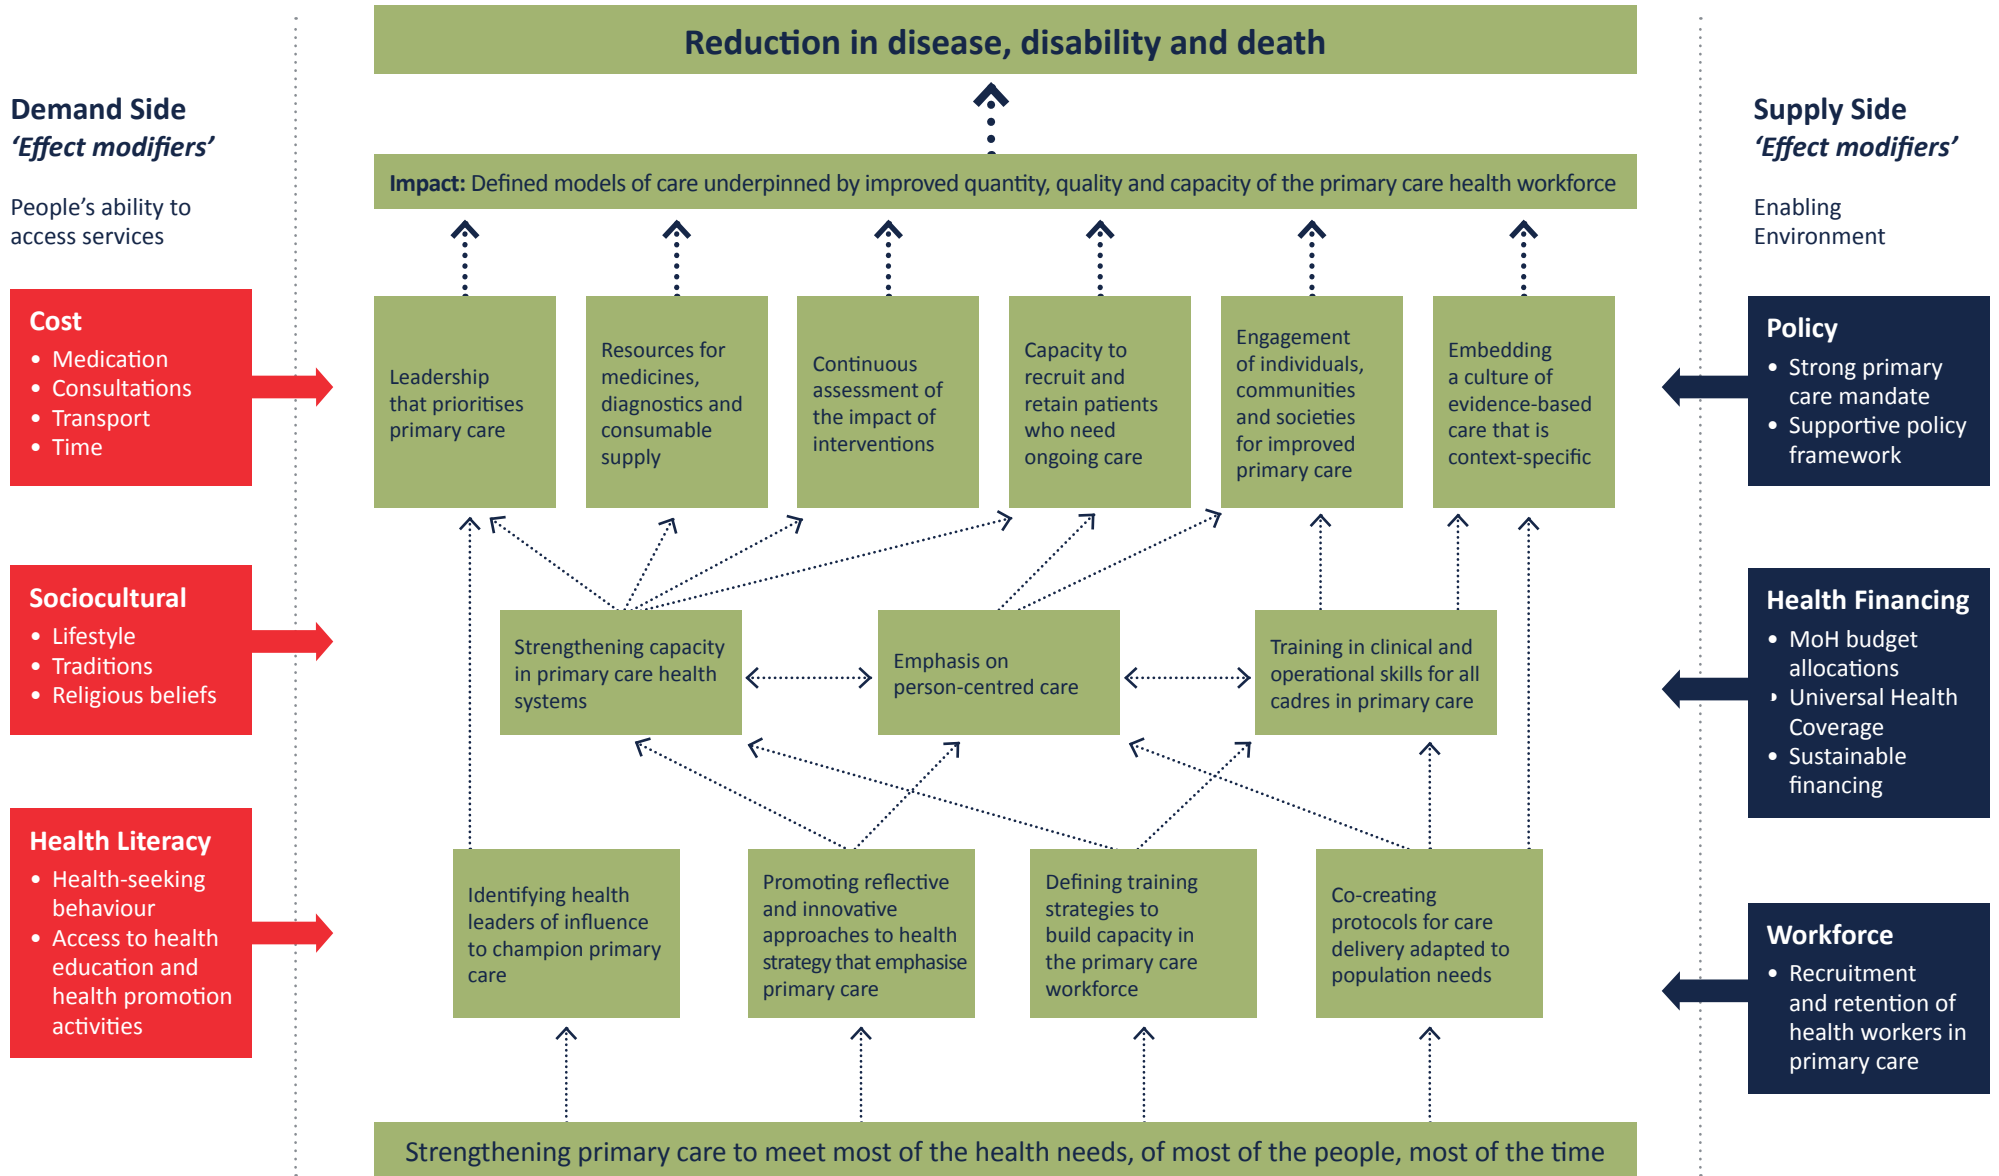 Reduction in disease, disability and death
Demand Side
‘Effect modifiers’
People’s ability to
access services
Supply Side
‘Effect modifiers’
Enabling
Environment
Impact: Defined models of care underpinned by improved quantity, quality and capacity of the primary care health workforce
Cost
• Medication
• Consultations
• Transport
• Time
Leadership
that prioritises
primary care
Resources for
medicines,
diagnostics and
consumable
supply
Continuous
assessment of
the impact of
interventions
Capacity to
recruit and
retain patients
who need
ongoing care
Engagement
of individuals,
communities
and societies
for improved
primary care
Embedding
a culture of
evidence-based
care that is
context-specific
Policy
• Strong primary
care mandate
• Supportive policy
framework
Sociocultural
• Lifestyle
• Traditions
• Religious beliefs
Strengthening capacity
in primary care health
systems
Emphasis on
person-centred care
Training in clinical and
operational skills for all
cadres in primary care
Health Financing
• MoH budget
allocations
• Universal Health
Coverage
• Sustainable
financing
Health Literacy
• Health-seeking
behaviour
• Access to health
education and
health promotion
activities
Identifying health
leaders of influence
to champion primary
care
Promoting reflective
and innovative
approaches to health
strategy that emphasise
primary care
Defining training
strategies to
build capacity in
the primary care
workforce
Co-creating
protocols for care
delivery adapted to
population needs
Workforce
• Recruitment
and retention of
health workers in
primary care
Strengthening primary care to meet most of the health needs, of most of the people, most of the time